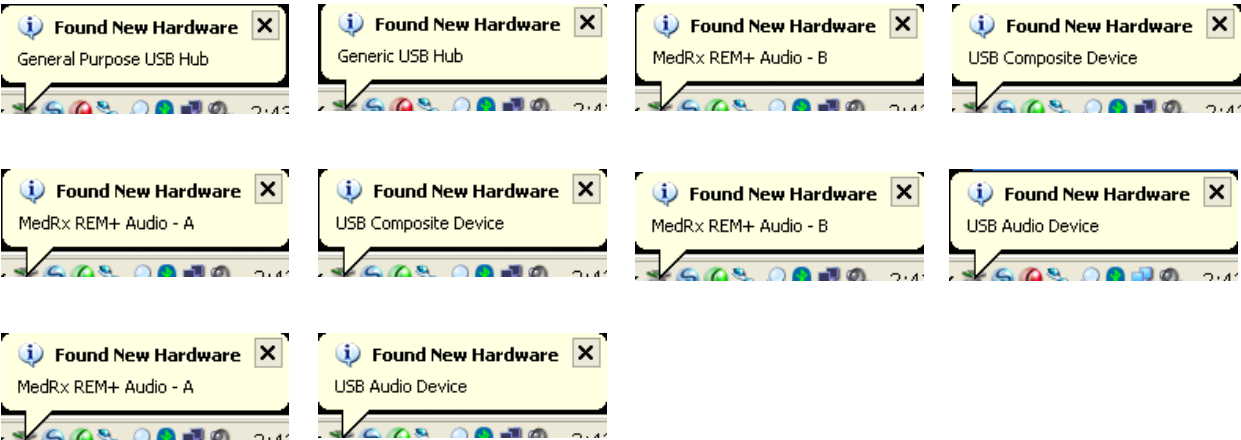 Found New Hardware
General Purpose USB Hub
Found New Hardware
Generic USB Hub
Found New Hardware
MedRx REM+ Audio - B
Found New Hardware
USB Composite Device
Found New Hardware
MedRx REM+ Audio - A
Found New Hardware
USB Composite Device
Found New Hardware
MedRx REM+ Audio - B
Found New Hardware
USB Audio Device
Found New Hardware
MedRx REM+ Audio - A
Found New Hardware
USB Audio Device